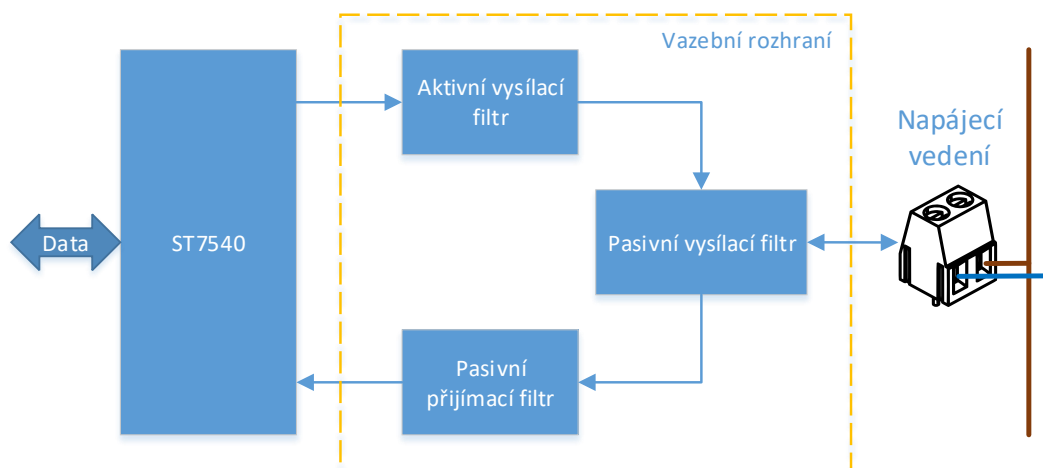 Vazební rozhraní
Aktivní vysílací
filtr
Napájecí
vedení
Data
ST7540
Pasivní vysílací filtr
Pasivní
přijímací filtr